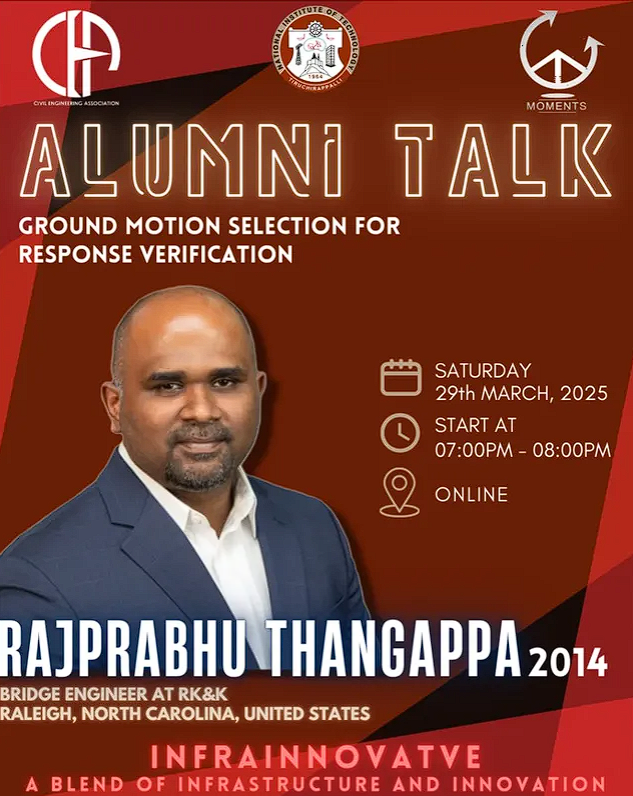 CIVIL ENGINEERING ASSOCIATION
NATIONAL INSTITUTE OF TECHNOLOGY
1964
TIRUCHIRAPPALLI
MOMENTS
ALUMNI TALK
GROUND MOTION SELECTION FOR
RESPONSE VERIFICATION
SATURDAY
29th MARCH, 2025
START AT
07:00PM - 08:00PM
ONLINE
RAJPRABHU THANGAPPA 2014
BRIDGE ENGINEER AT RK&K
RALEIGH, NORTH CAROLINA, UNITED STATES
INFRAINNOVATVE
A BLEND OF INFRASTRUCTURE AND INNOVATION